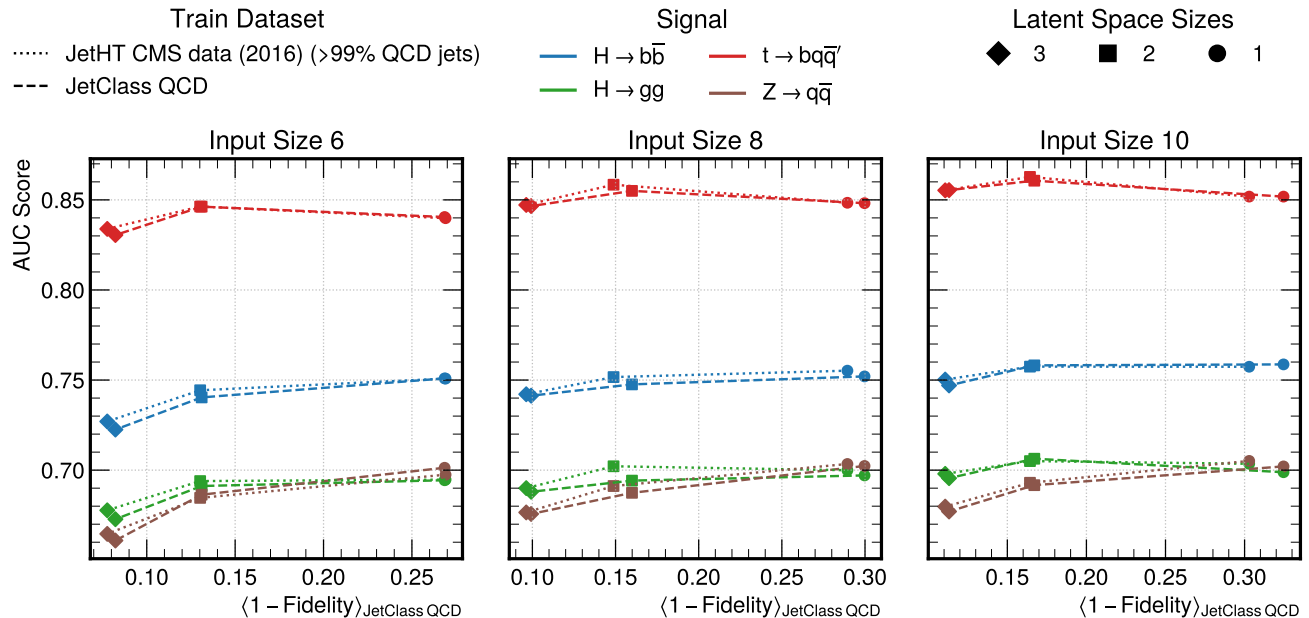 Train Dataset
JetHT CMS data (2016) (>99% QCD jets)
JetClass QCD
Signal
H → bb̅
t → bqq̅′
H → gg
Z → qq̅
Latent Space Sizes
3
2
1
Input Size 6
Input Size 8
Input Size 10
AUC Score
0.85
0.80
0.75
0.70
0.10 0.15 0.20 0.25
0.10 0.15 0.20 0.25 0.30
0.15 0.20 0.25 0.30
⟨1 − Fidelity⟩JetClass QCD
⟨1 − Fidelity⟩JetClass QCD
⟨1 − Fidelity⟩JetClass QCD